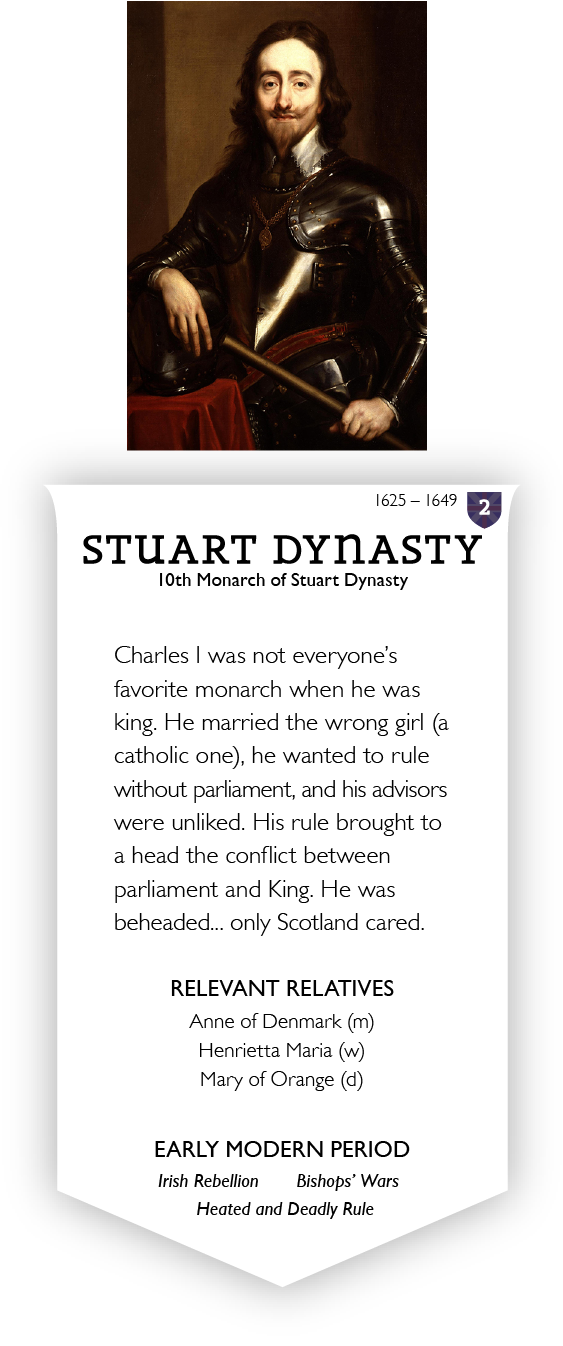 1625 – 1649
2
STUART DYNASTY
10th Monarch of Stuart Dynasty
Charles I was not everyone’s
favorite monarch when he was
king. He married the wrong girl (a
catholic one), he wanted to rule
without parliament, and his advisors
were unliked. His rule brought to
a head the conflict between
parliament and King. He was
beheaded... only Scotland cared.
RELEVANT RELATIVES
Anne of Denmark (m)
Henrietta Maria (w)
Mary of Orange (d)
EARLY MODERN PERIOD
Irish Rebellion Bishops’ Wars
Heated and Deadly Rule